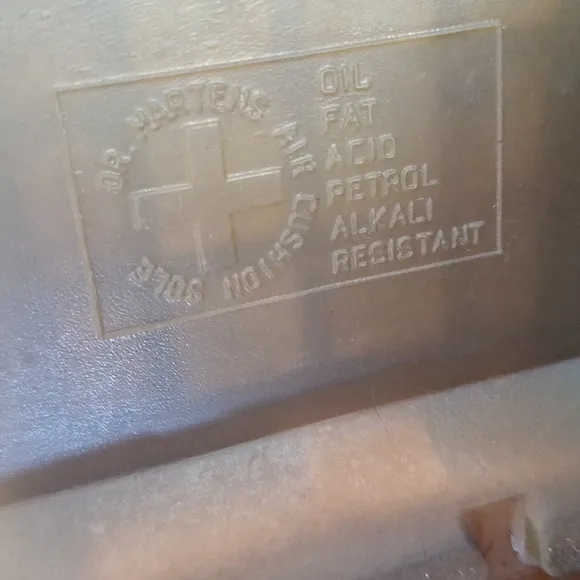 DR. MARTENS AIR CUSHION SOLE
OIL
FAT
ACID
PETROL
ALKALI
RESISTANT